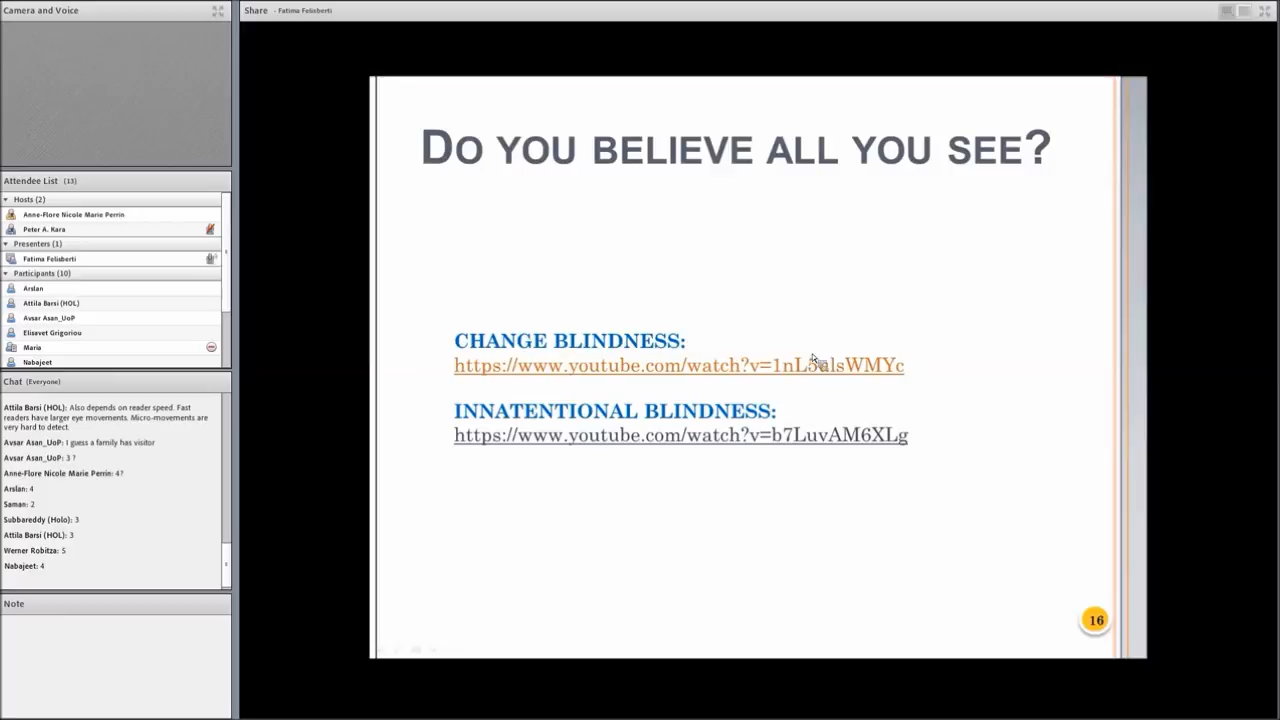 Camera and Voice
Share - Fatima Felisberti
Attendee List (13)
Hosts (2)
Anne-Flore Nicole Marie Perrin
Peter A. Kara
Presenters (1)
Fatima Felisberti
Participants (10)
Arslan
Attila Barsi (HOL)
Avsar Asan_UoP
Elisavet Grigoriou
Maria
Nabajeet
Chat (Everyone)
Attila Barsi (HOL): Also depends on reader speed. Fast
readers have larger eye movements. Micro-movements are
very hard to detect.
Avsar Asan_UoP: I guess a family has visitor
Avsar Asan_UoP: 3 ?
Anne-Flore Nicole Marie Perrin: 4?
Arslan: 4
Saman: 2
Subbareddy (Holo): 3
Attila Barsi (HOL): 3
Werner Robitza: 5
Nabajeet: 4
Note
DO YOU BELIEVE ALL YOU SEE?
CHANGE BLINDNESS:
INNATENTIONAL BLINDNESS:
https://www.youtube.com/watch?v=b7LuvAM6XLg
16